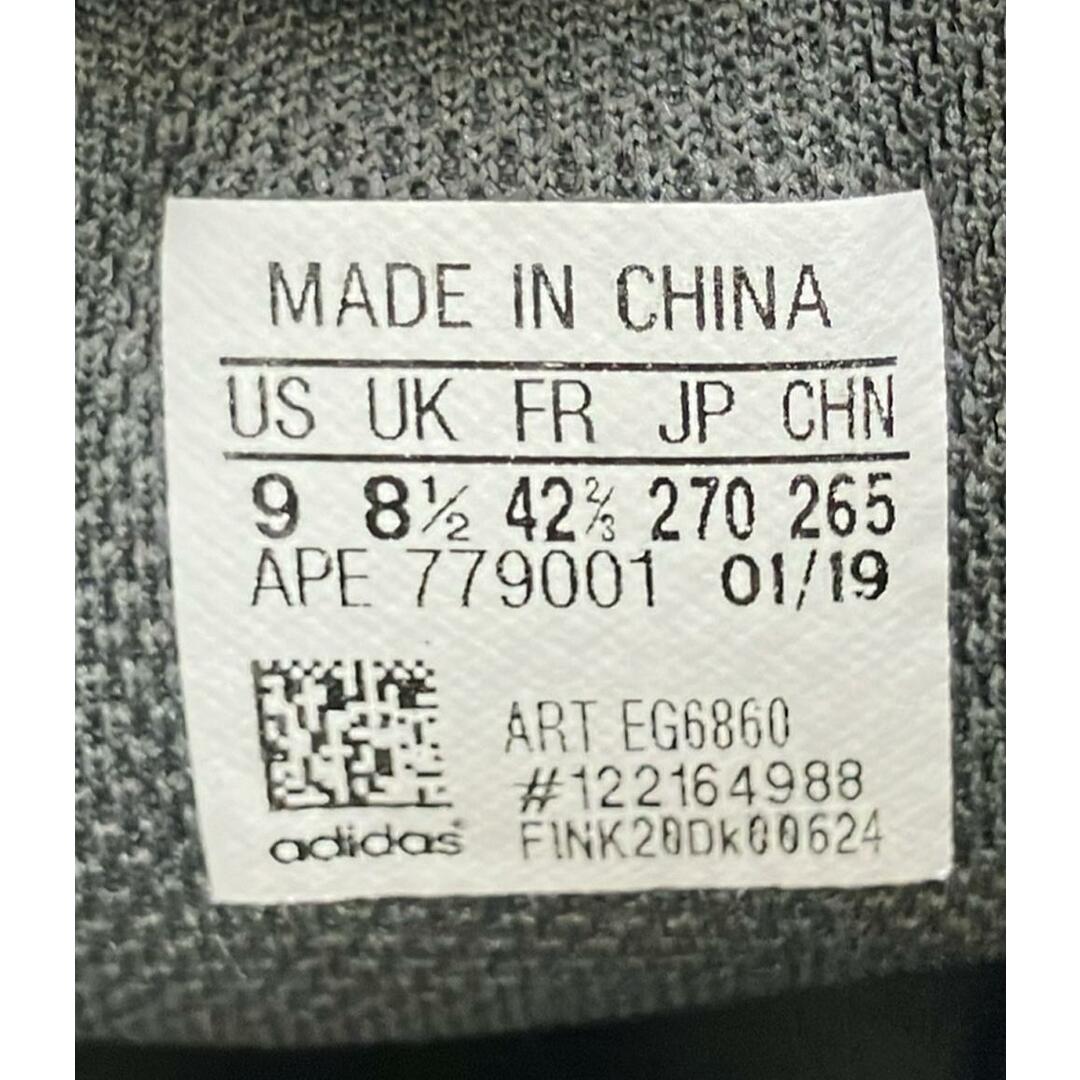 MADE IN CHINA
US UK FR JP CHN
9 8½ 42⅔ 270 265
APE 779001 01/19
ART EG6860
#122164988
FINK20Dk00624
adidas